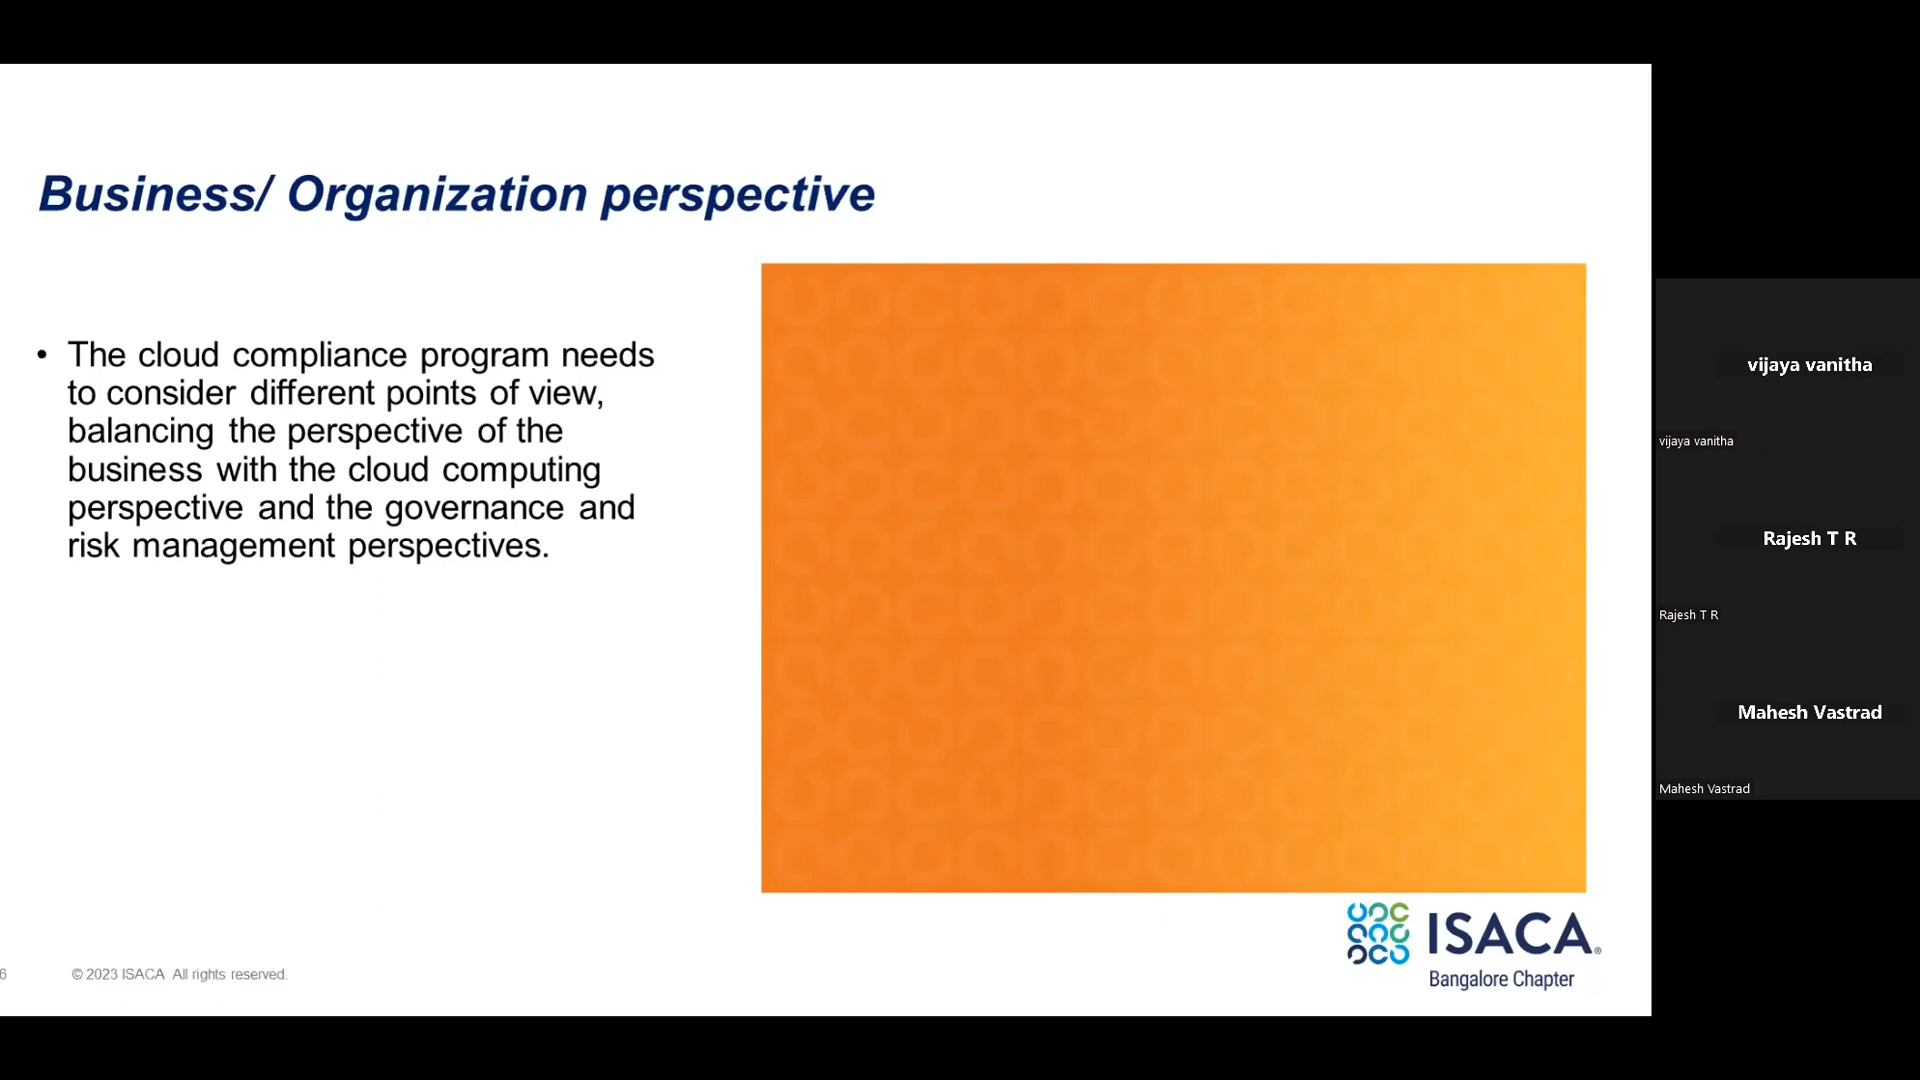 Business/ Organization perspective
• The cloud compliance program needs
to consider different points of view,
balancing the perspective of the
business with the cloud computing
perspective and the governance and
risk management perspectives.
6
© 2023 ISACA All rights reserved.
ISACA®
Bangalore Chapter
vijaya vanitha
vijaya vanitha
Rajesh T R
Rajesh T R
Mahesh Vastrad
Mahesh Vastrad